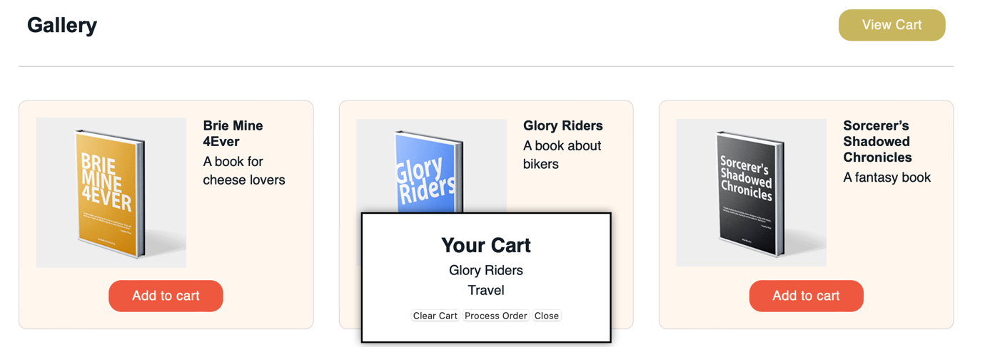 Gallery
View Cart
BRIE
MINE
4EVER
Brie Mine
4Ever
A book for
cheese lovers
Add to cart
Glory
Riders
Glory Riders
A book about
bikers
Your Cart
Glory Riders
Travel
Clear Cart Process Order Close
Sorcerer's
Shadowed
Chronicles
Sorcerer’s
Shadowed
Chronicles
A fantasy book
Add to cart